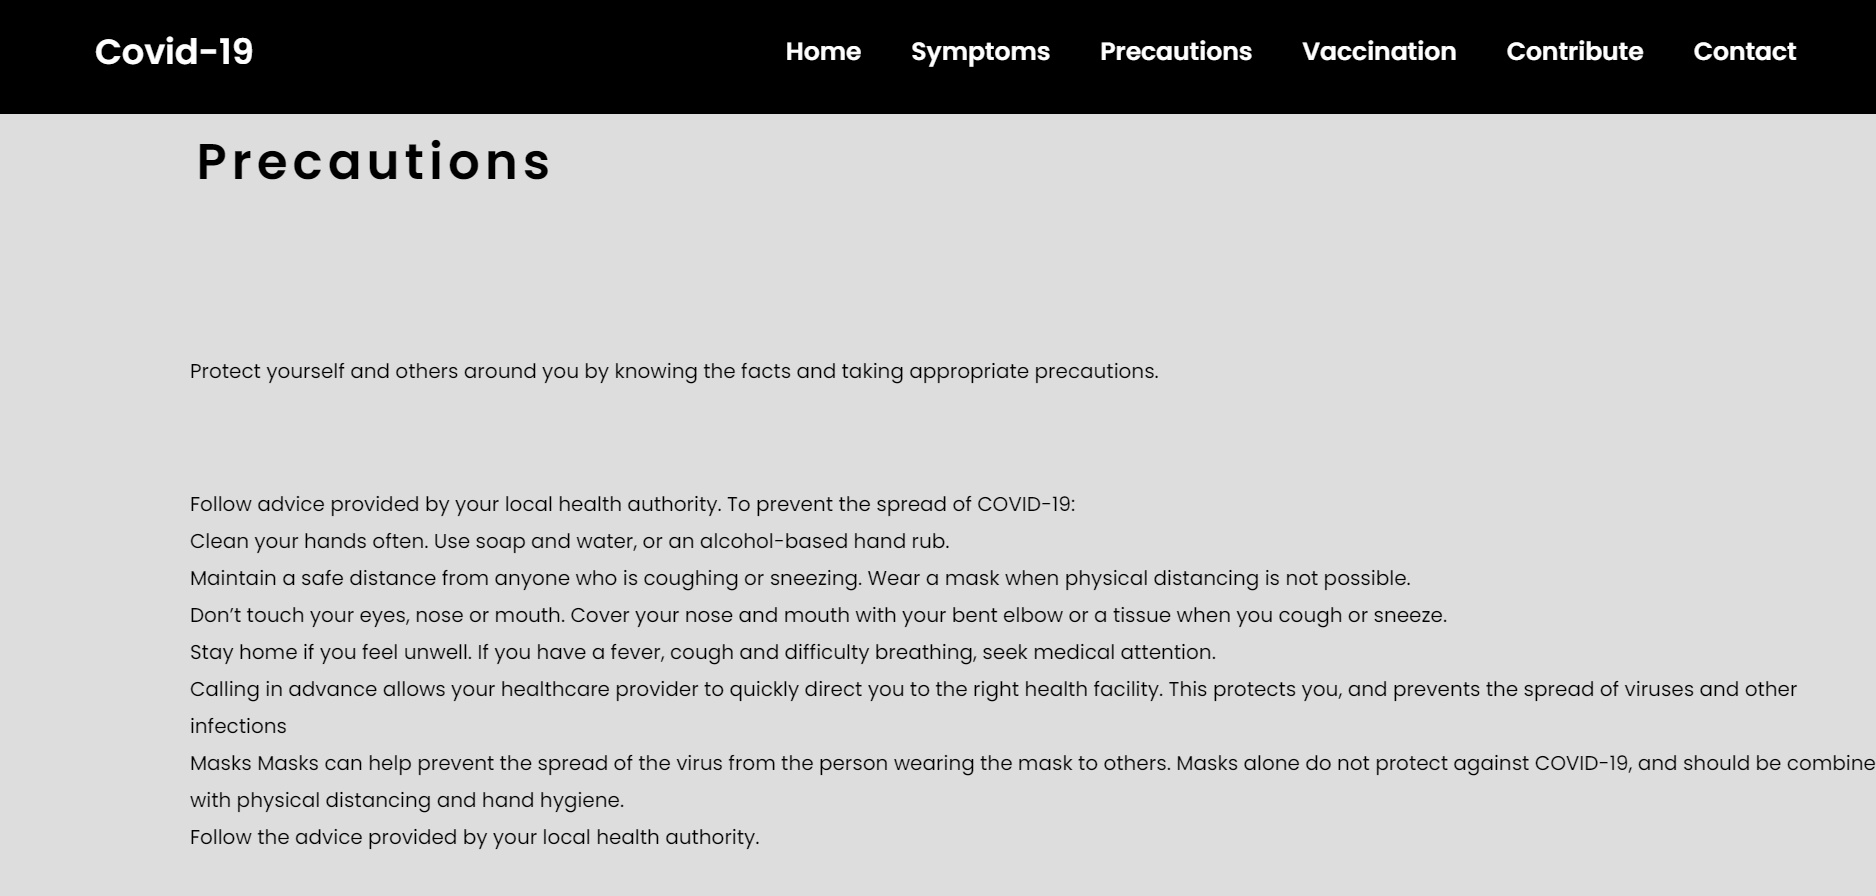 Covid-19
Home Symptoms Precautions Vaccination Contribute Contact
Precautions
Protect yourself and others around you by knowing the facts and taking appropriate precautions.
Follow advice provided by your local health authority. To prevent the spread of COVID-19:
Clean your hands often. Use soap and water, or an alcohol-based hand rub.
Maintain a safe distance from anyone who is coughing or sneezing. Wear a mask when physical distancing is not possible.
Don’t touch your eyes, nose or mouth. Cover your nose and mouth with your bent elbow or a tissue when you cough or sneeze.
Stay home if you feel unwell. If you have a fever, cough and difficulty breathing, seek medical attention.
Calling in advance allows your healthcare provider to quickly direct you to the right health facility. This protects you, and prevents the spread of viruses and other
infections
Masks Masks can help prevent the spread of the virus from the person wearing the mask to others. Masks alone do not protect against COVID-19, and should be combine
with physical distancing and hand hygiene.
Follow the advice provided by your local health authority.